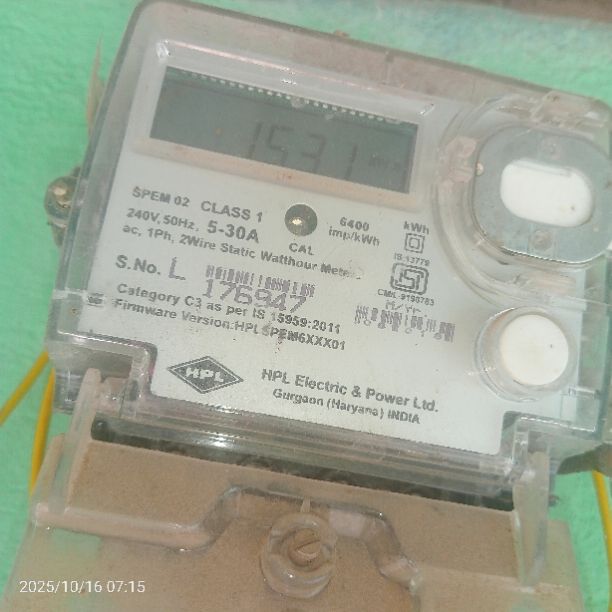 1531
SPEM 02 CLASS 1
240V, 50Hz, 5-30A
CAL
6400
imp/kWh
kWh
ac, 1Ph, 2Wire Static Watthour Meter
IS 13779
S.No. L
176947
Category C3 as per IS 15959:2011
Firmware Version:HPLSPEM6XXX01
HPL
HPL Electric & Power Ltd.
Gurgaon (Haryana) INDIA
2025/10/16 07:15